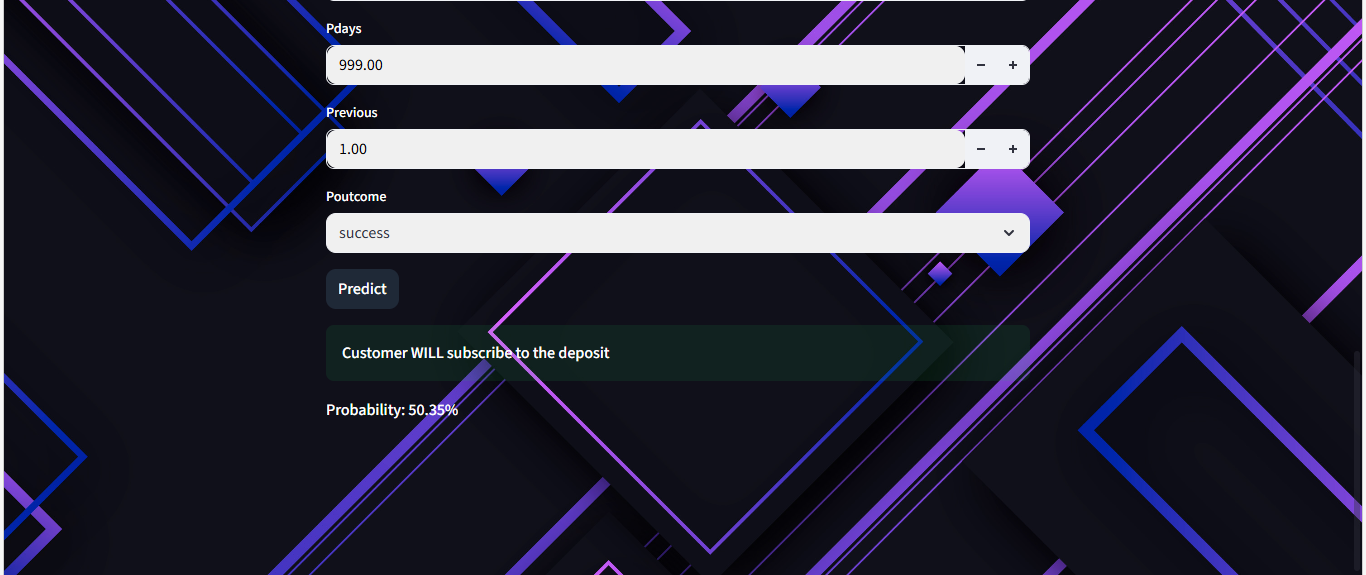 Pdays
999.00
Previous
1.00
Poutcome
success
Predict
Customer WILL subscribe to the deposit
Probability: 50.35%